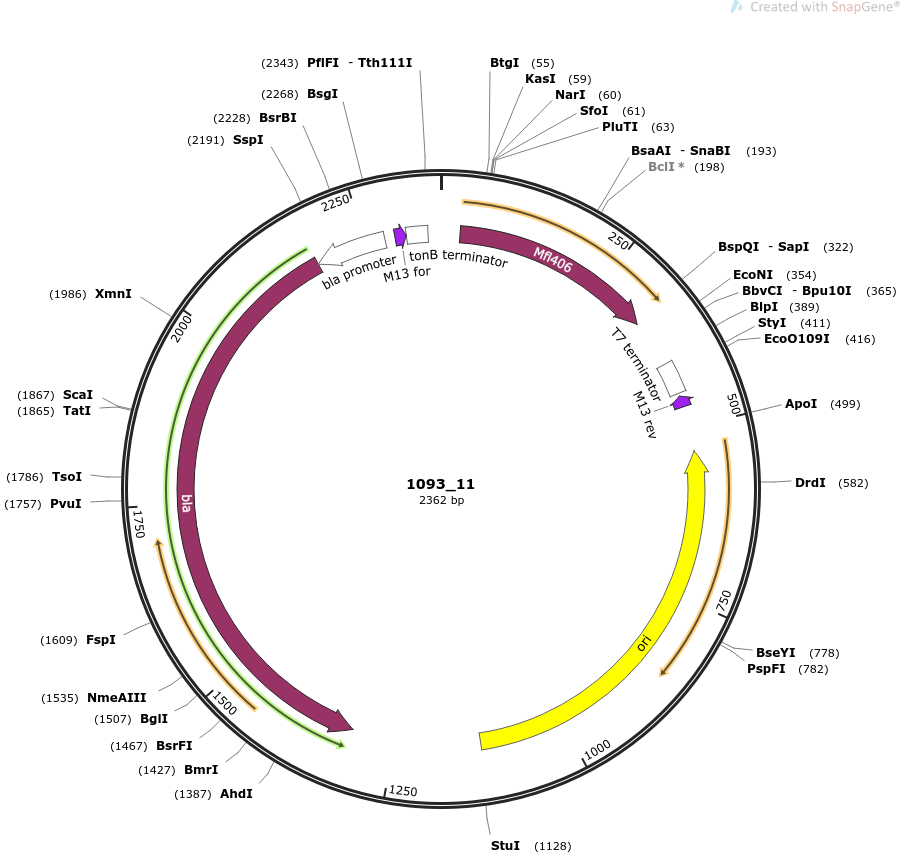 Created with SnapGene®
(2343) PflFI - Tth111I
BtgI (55)
KasI (59)
(2268) BsgI
NarI (60)
(2228) BsrBI
SfoI (61)
PluTI (63)
(2191) SspI
BsaAI - SnaBI (193)
BclI * (198)
2250
250
BspQI - SapI (322)
tonB terminator
Mfl406
bla promoter
M13 for
EcoNI (354)
BbvCI - Bpu10I (365)
(1986) XmnI
BlpI (389)
2000
StyI (411)
EcoO109I (416)
T7 terminator
(1867) ScaI
(1865) TatI
500
ApoI (499)
M13 rev
(1786) TsoI
1093_11
DrdI (582)
2362 bp
(1757) PvuI
bla
1750
750
(1609) FspI
ori
BseYI (778)
PspFI (782)
(1535) NmeAIII
1500
(1507) BglI
(1467) BsrFI
1000
(1427) BmrI
(1387) AhdI
1250
StuI (1128)